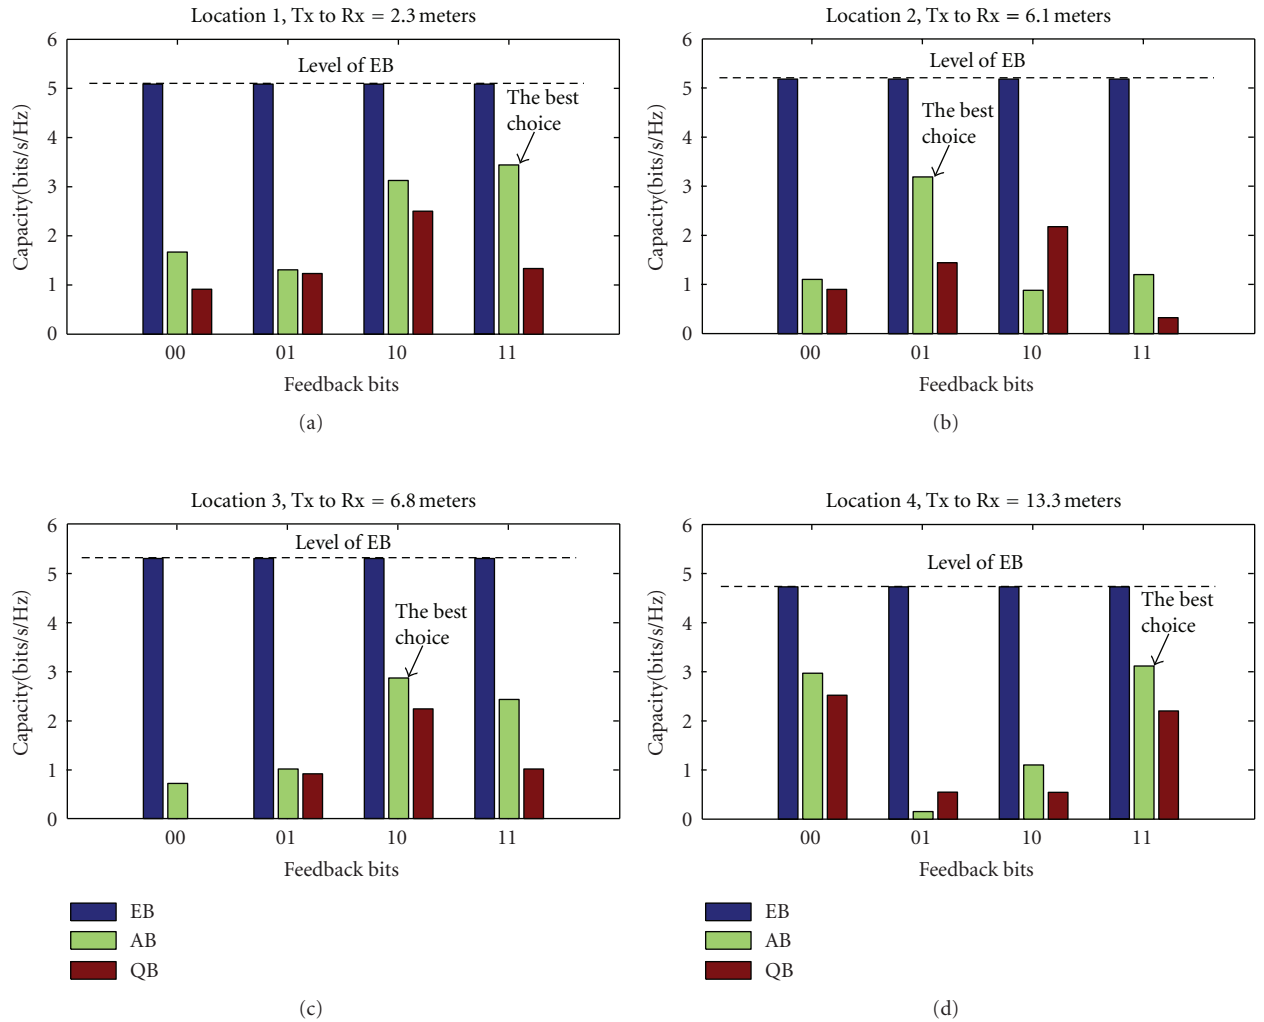 Location 1, Tx to Rx = 2.3 meters
6
5
4
3
2
1
0
Capacity(bits/s/Hz)
Level of EB
The best
choice
00 01 10 11
Feedback bits
(a)
Location 2, Tx to Rx = 6.1 meters
6
5
4
3
2
1
0
Capacity(bits/s/Hz)
Level of EB
The best
choice
00 01 10 11
Feedback bits
(b)
Location 3, Tx to Rx = 6.8 meters
6
5
4
3
2
1
0
Capacity(bits/s/Hz)
Level of EB
The best
choice
00 01 10 11
Feedback bits
EB
AB
QB
(c)
Location 4, Tx to Rx = 13.3 meters
6
5
4
3
2
1
0
Capacity(bits/s/Hz)
Level of EB
The best
choice
00 01 10 11
Feedback bits
EB
AB
QB
(d)